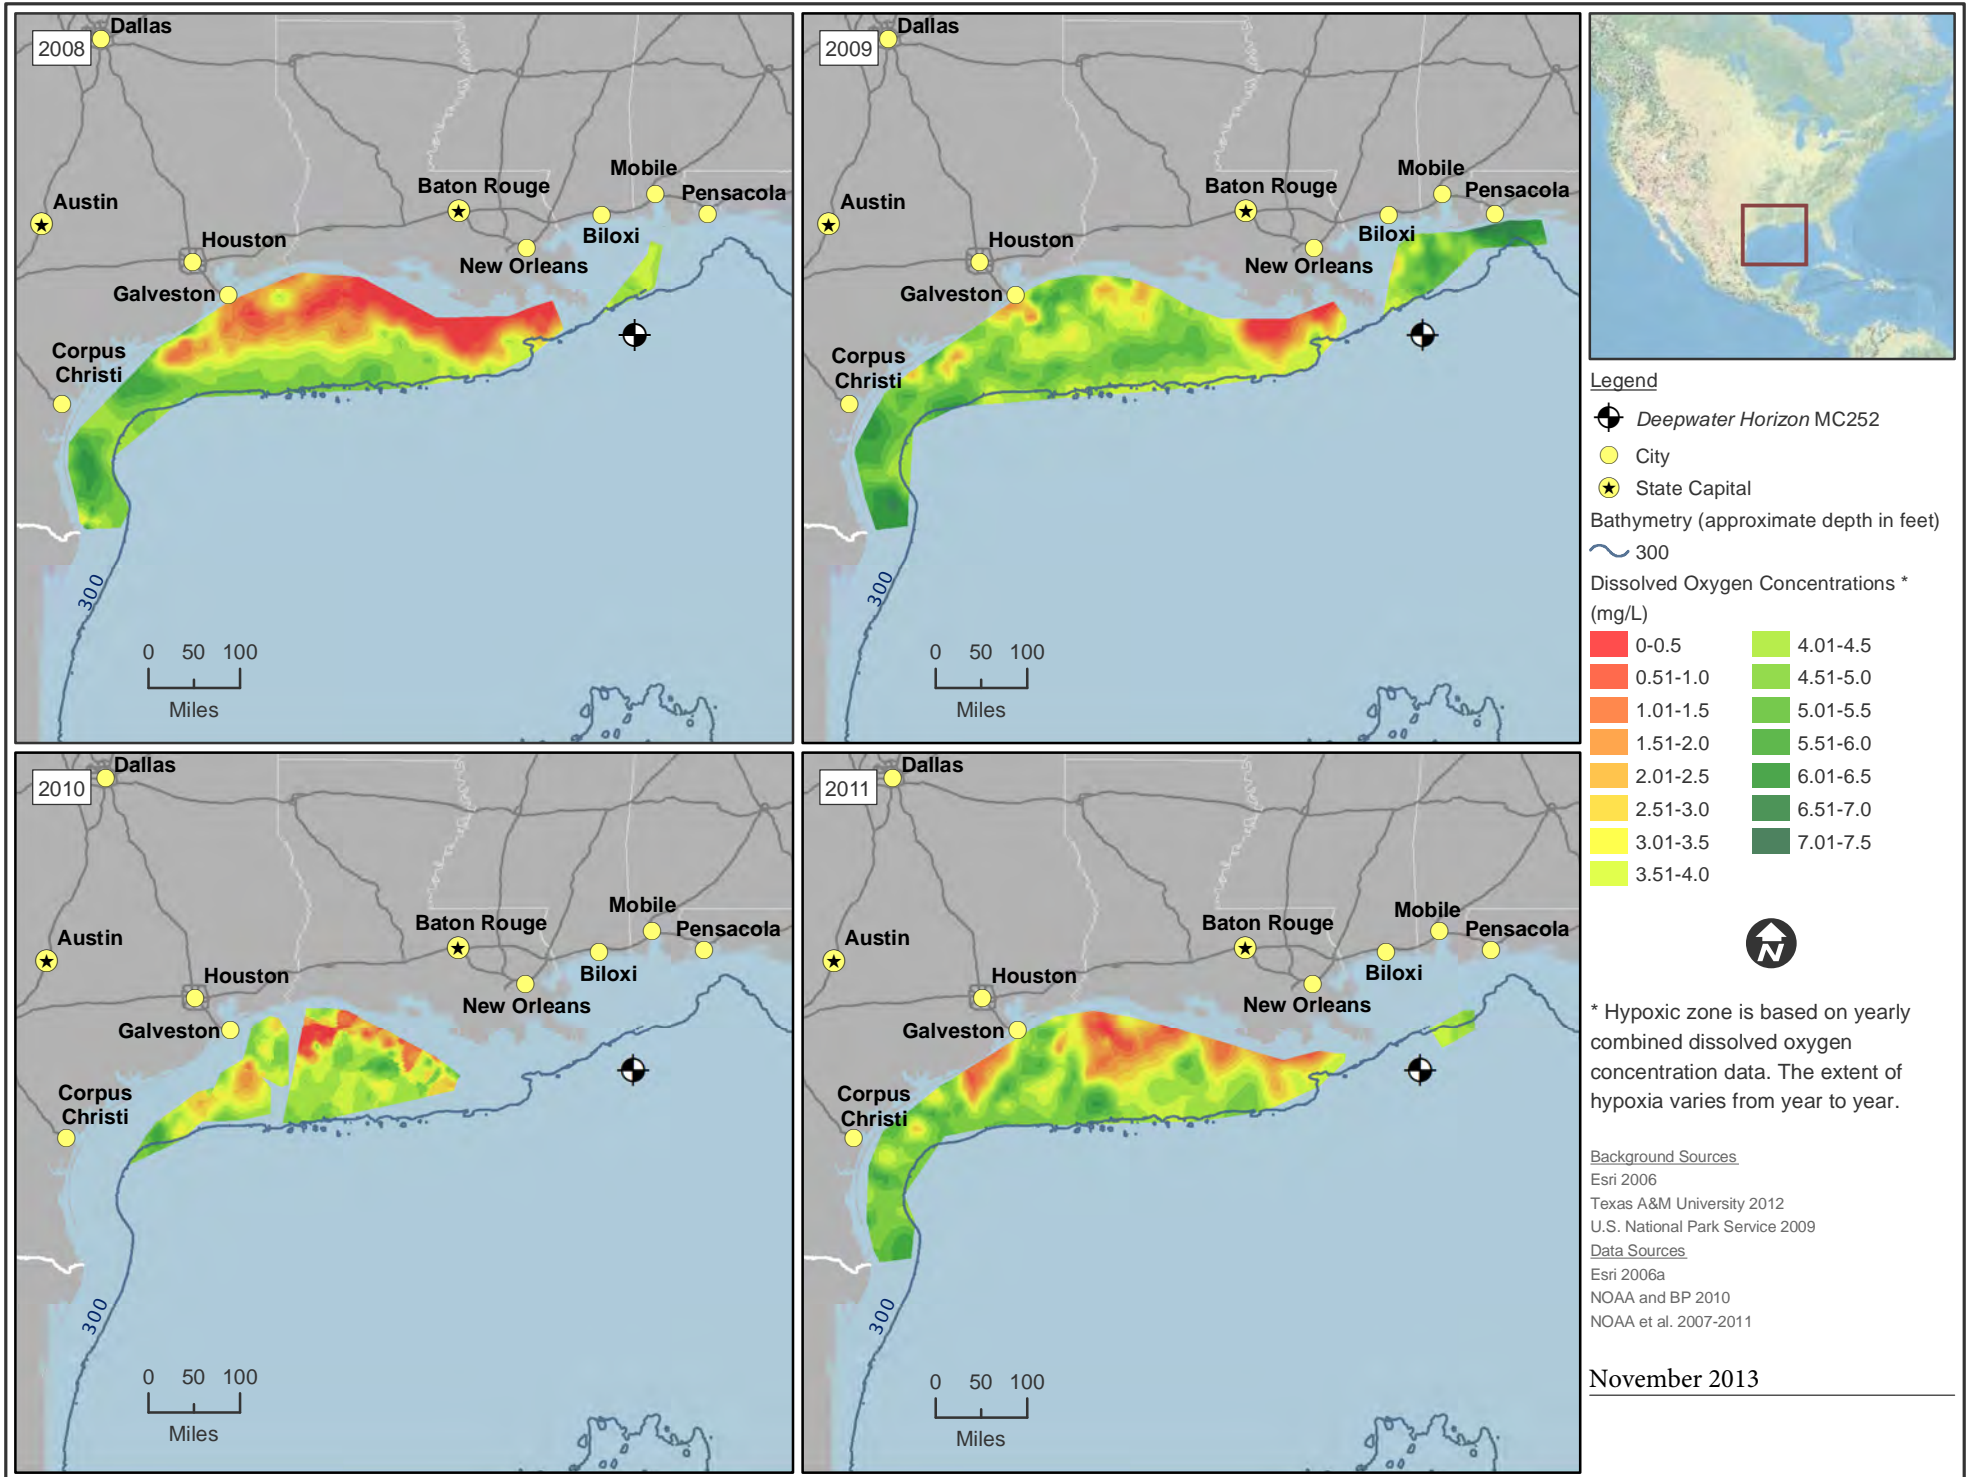 2008
Dallas
Austin
Houston
Galveston
Corpus
Christi
Baton Rouge
New Orleans
Biloxi
Mobile
Pensacola
300
0 50 100
Miles
2009
Dallas
Austin
Houston
Galveston
Corpus
Christi
Baton Rouge
New Orleans
Biloxi
Mobile
Pensacola
300
0 50 100
Miles
2010
Dallas
Austin
Houston
Galveston
Corpus
Christi
Baton Rouge
New Orleans
Biloxi
Mobile
Pensacola
300
0 50 100
Miles
2011
Dallas
Austin
Houston
Galveston
Corpus
Christi
Baton Rouge
New Orleans
Biloxi
Mobile
Pensacola
300
0 50 100
Miles
Legend
Deepwater Horizon MC252
City
State Capital
Bathymetry (approximate depth in feet)
300
Dissolved Oxygen Concentrations *
(mg/L)
0-0.5
0.51-1.0
1.01-1.5
1.51-2.0
2.01-2.5
2.51-3.0
3.01-3.5
3.51-4.0
4.01-4.5
4.51-5.0
5.01-5.5
5.51-6.0
6.01-6.5
6.51-7.0
7.01-7.5
N
* Hypoxic zone is based on yearly
combined dissolved oxygen
concentration data. The extent of
hypoxia varies from year to year.
Background Sources
Esri 2006
Texas A&M University 2012
U.S. National Park Service 2009
Data Sources
Esri 2006a
NOAA and BP 2010
NOAA et al. 2007-2011
November 2013